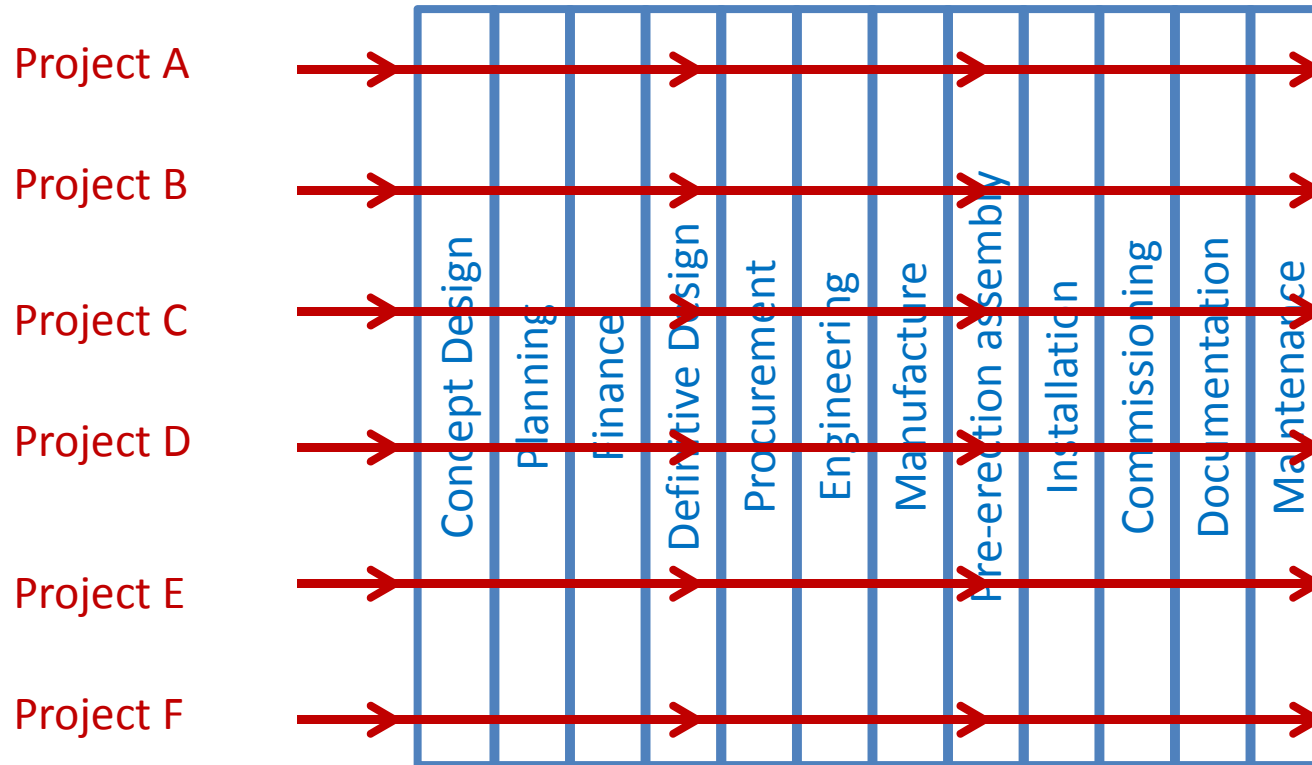 Project A
Project B
Project C
Project D
Project E
Project F
Concept Design
Planning
Finance
Definitive Design
Procurement
Engineering
Manufacture
Pre-erection assembly
Installation
Commissioning
Documentation
Maintenance